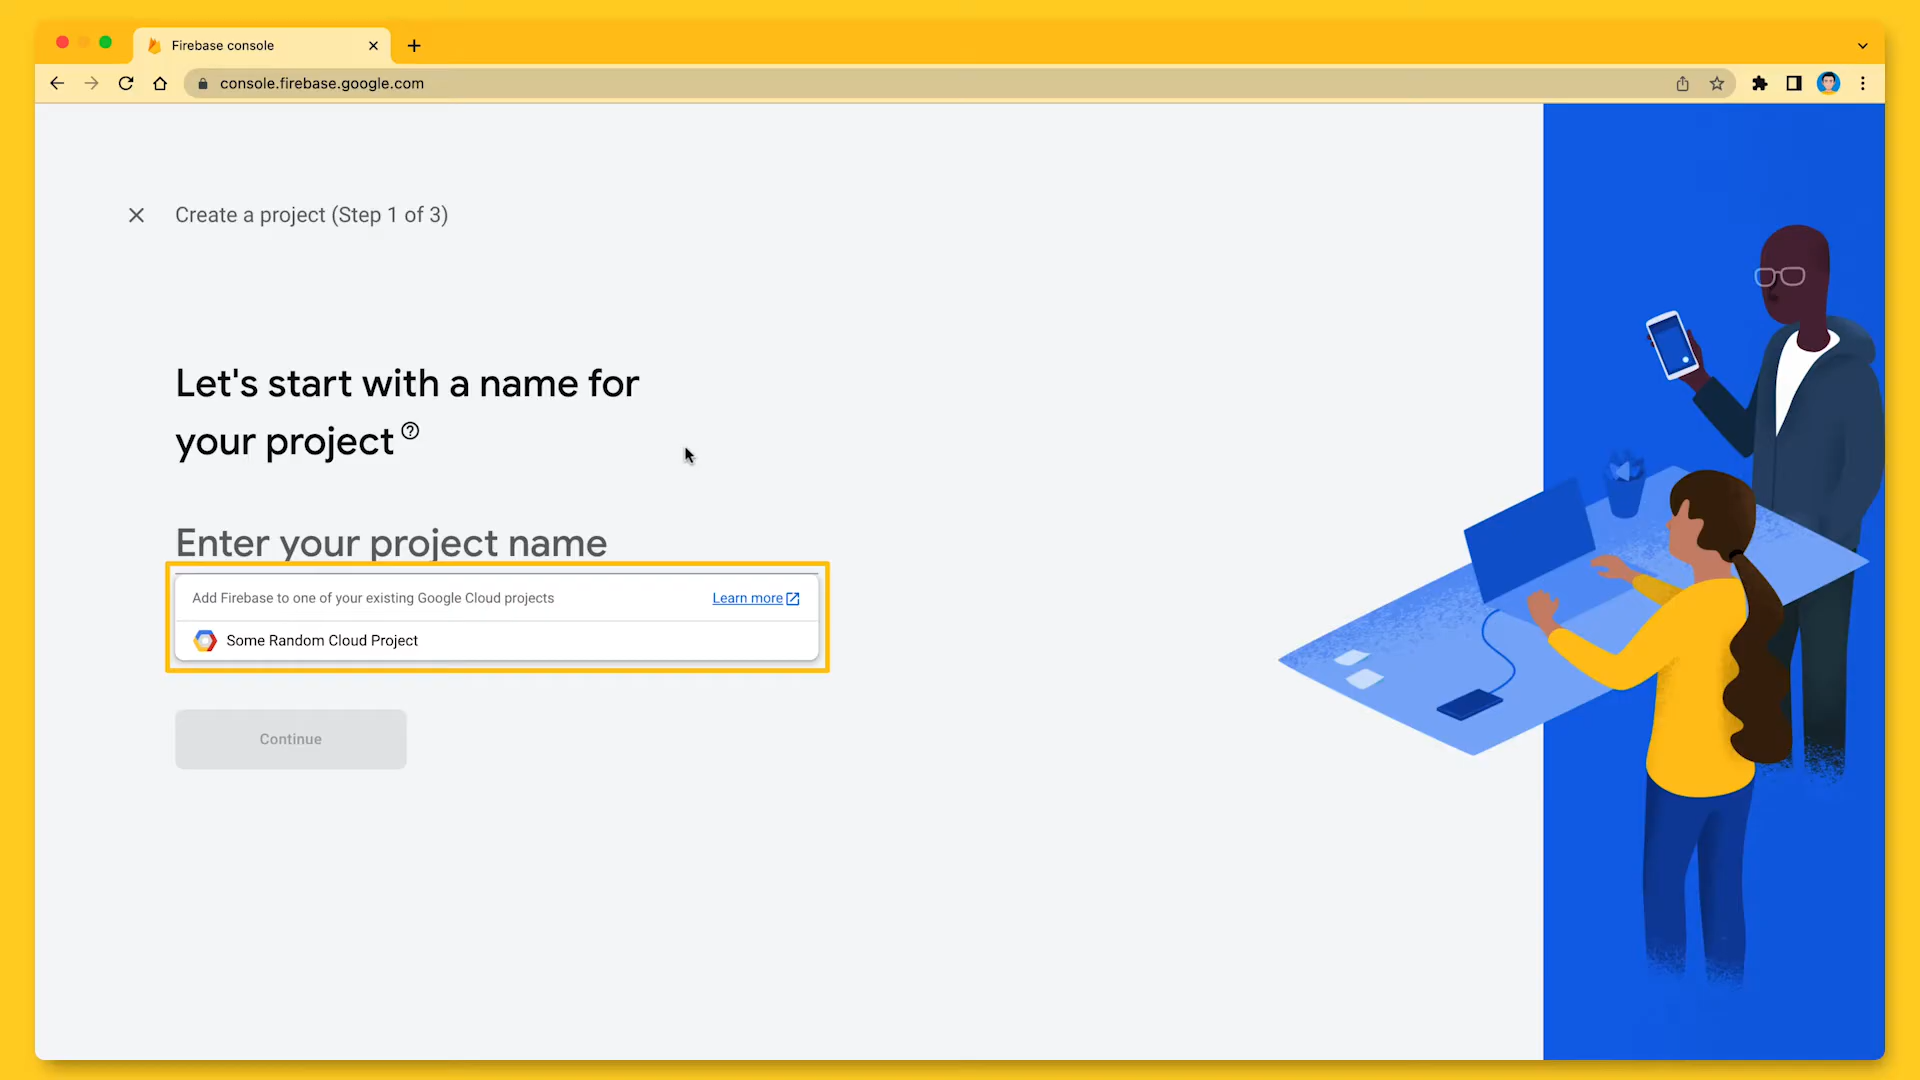 Firebase console
console.firebase.google.com
Create a project (Step 1 of 3)
Let's start with a name for
your project
Enter your project name
Add Firebase to one of your existing Google Cloud projects Learn more
Some Random Cloud Project
Continue